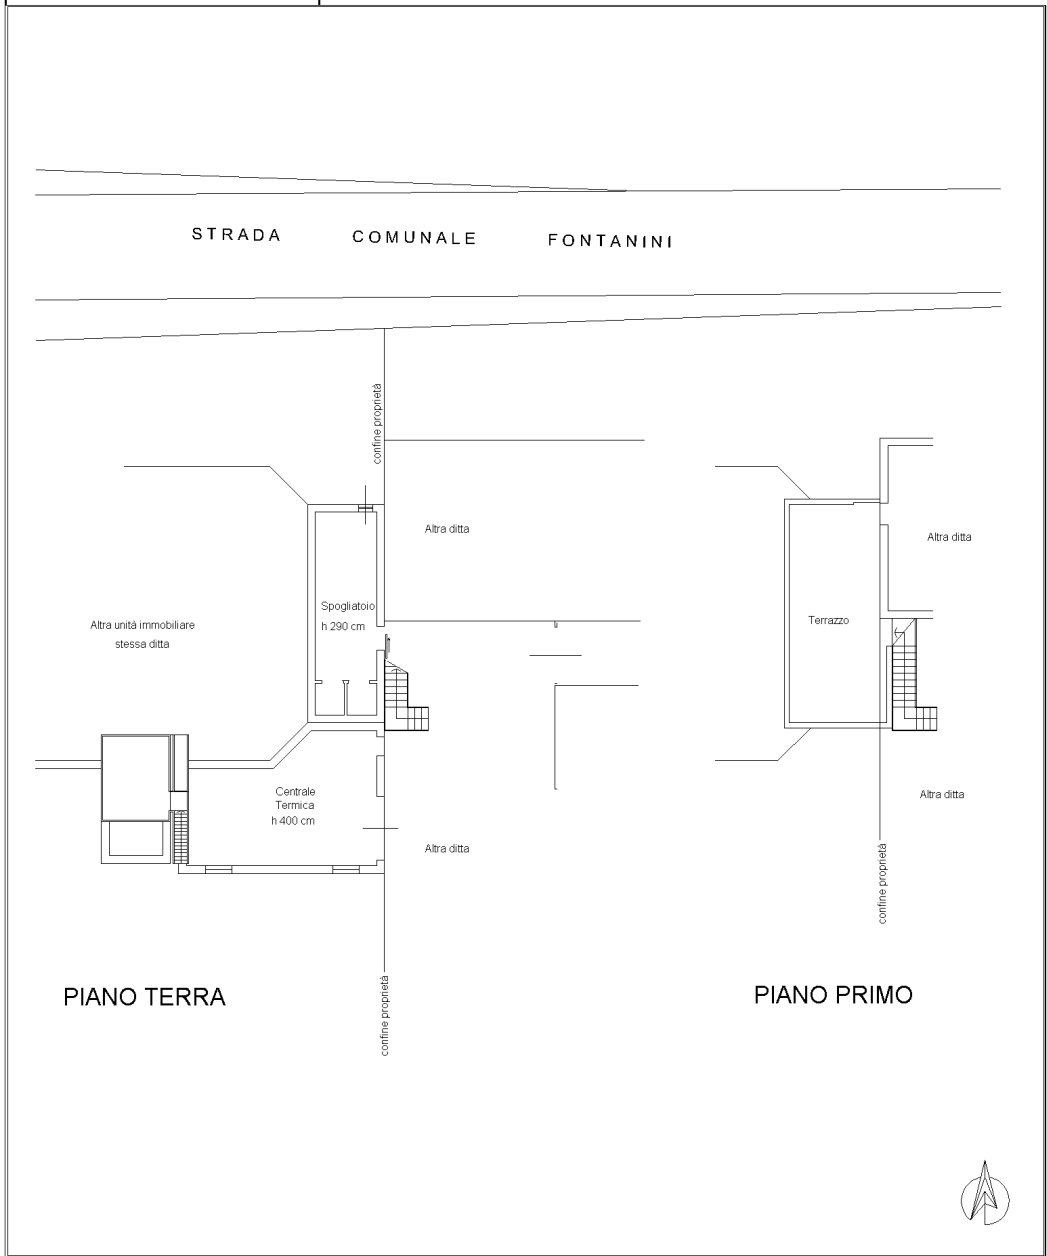 STRADA COMUNALE FONTANINI
confine proprietà
Altra ditta
Altra ditta
Spogliatoio
h 290 cm
Altra unità immobiliare
stessa ditta
Terrazzo
Centrale
Termica
h 400 cm
Altra ditta
Altra ditta
confine proprietà
confine proprietà
PIANO TERRA
PIANO PRIMO